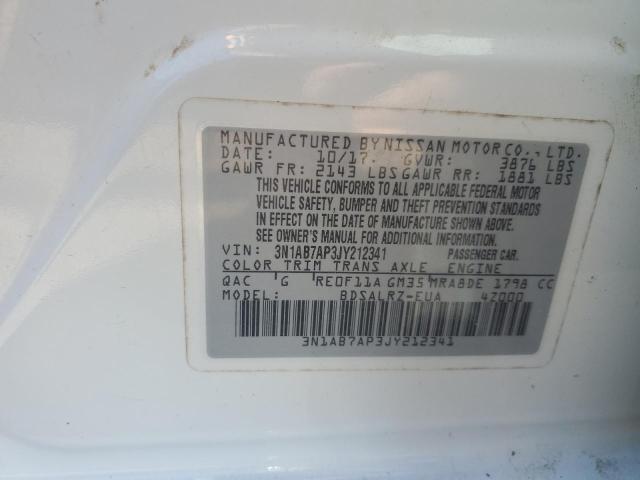 MANUFACTURED BY NISSAN MOTOR CO., LTD.
DATE: 10/17. GVWR: 3876 LBS
GAWR FR: 2143 LBS GAWR RR: 1881 LBS
THIS VEHICLE CONFORMS TO ALL APPLICABLE FEDERAL MOTOR
VEHICLE SAFETY, BUMPER AND THEFT PREVENTION STANDARDS
IN EFFECT ON THE DATE OF MANUFACTURE SHOWN ABOVE.
SEE OWNER'S MANUAL FOR ADDITIONAL INFORMATION.
VIN: 3N1AB7AP3JY212341 PASSENGER CAR.
COLOR TRIM TRANS AXLE ENGINE
QAC G RE0F11A GM35 MRA8DE 1798 CC
MODEL: BDSALRZ-EUA 4Z000
3N1AB7AP3JY212341